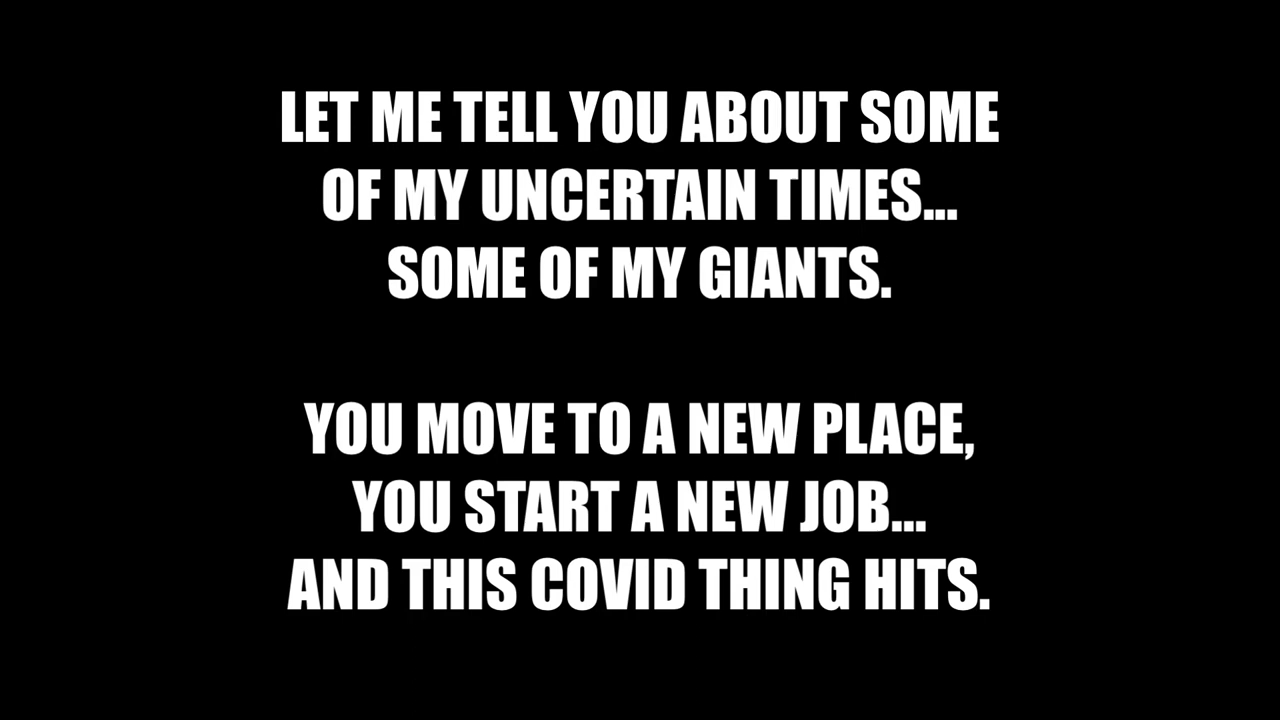 LET ME TELL YOU ABOUT SOME
OF MY UNCERTAIN TIMES...
SOME OF MY GIANTS.
YOU MOVE TO A NEW PLACE,
YOU START A NEW JOB...
AND THIS COVID THING HITS.